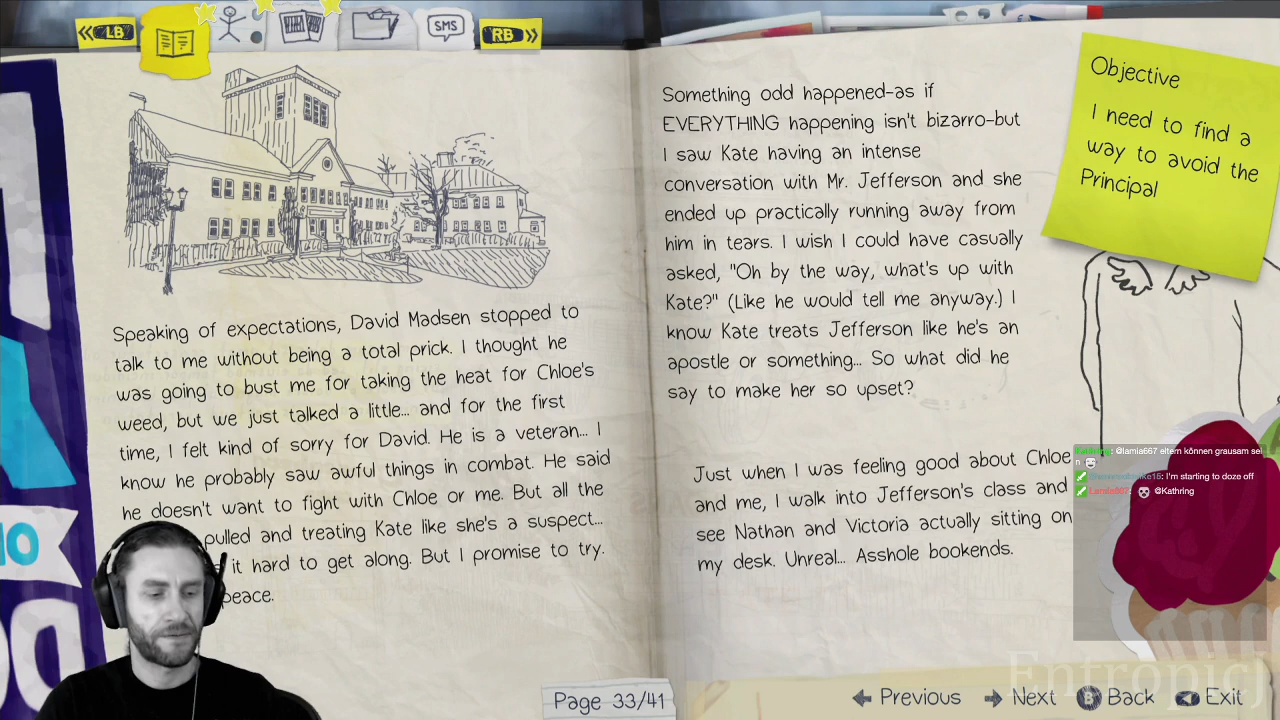 LB
SMS
RB
Speaking of expectations, David Madsen stopped to
talk to me without being a total prick. I thought he
was going to bust me for taking the heat for Chloe's
weed, but we just talked a little... and for the first
time, I felt kind of sorry for David. He is a veteran... I
know he probably saw awful things in combat. He said
he doesn't want to fight with Chloe or me. But all the
pulled and treating Kate like she's a suspect...
it hard to get along. But I promise to try.
peace.
Something odd happened-as if
EVERYTHING happening isn't bizarro-but
I saw Kate having an intense
conversation with Mr. Jefferson and she
ended up practically running away from
him in tears. I wish I could have casually
asked, "Oh by the way, what's up with
Kate?" (Like he would tell me anyway.) I
know Kate treats Jefferson like he's an
apostle or something... So what did he
say to make her so upset?
Just when I was feeling good about Chloe
and me, I walk into Jefferson's class and
see Nathan and Victoria actually sitting on
my desk. Unreal... Asshole bookends.
Objective
I need to find a
way to avoid the
Principal
Kathring: @lamia667 eltern können grausam sei
n
: I'm starting to doze off
Lamia667: @Kathring
Page 33/41
Previous
Next
B Back
Exit
EntropicJ